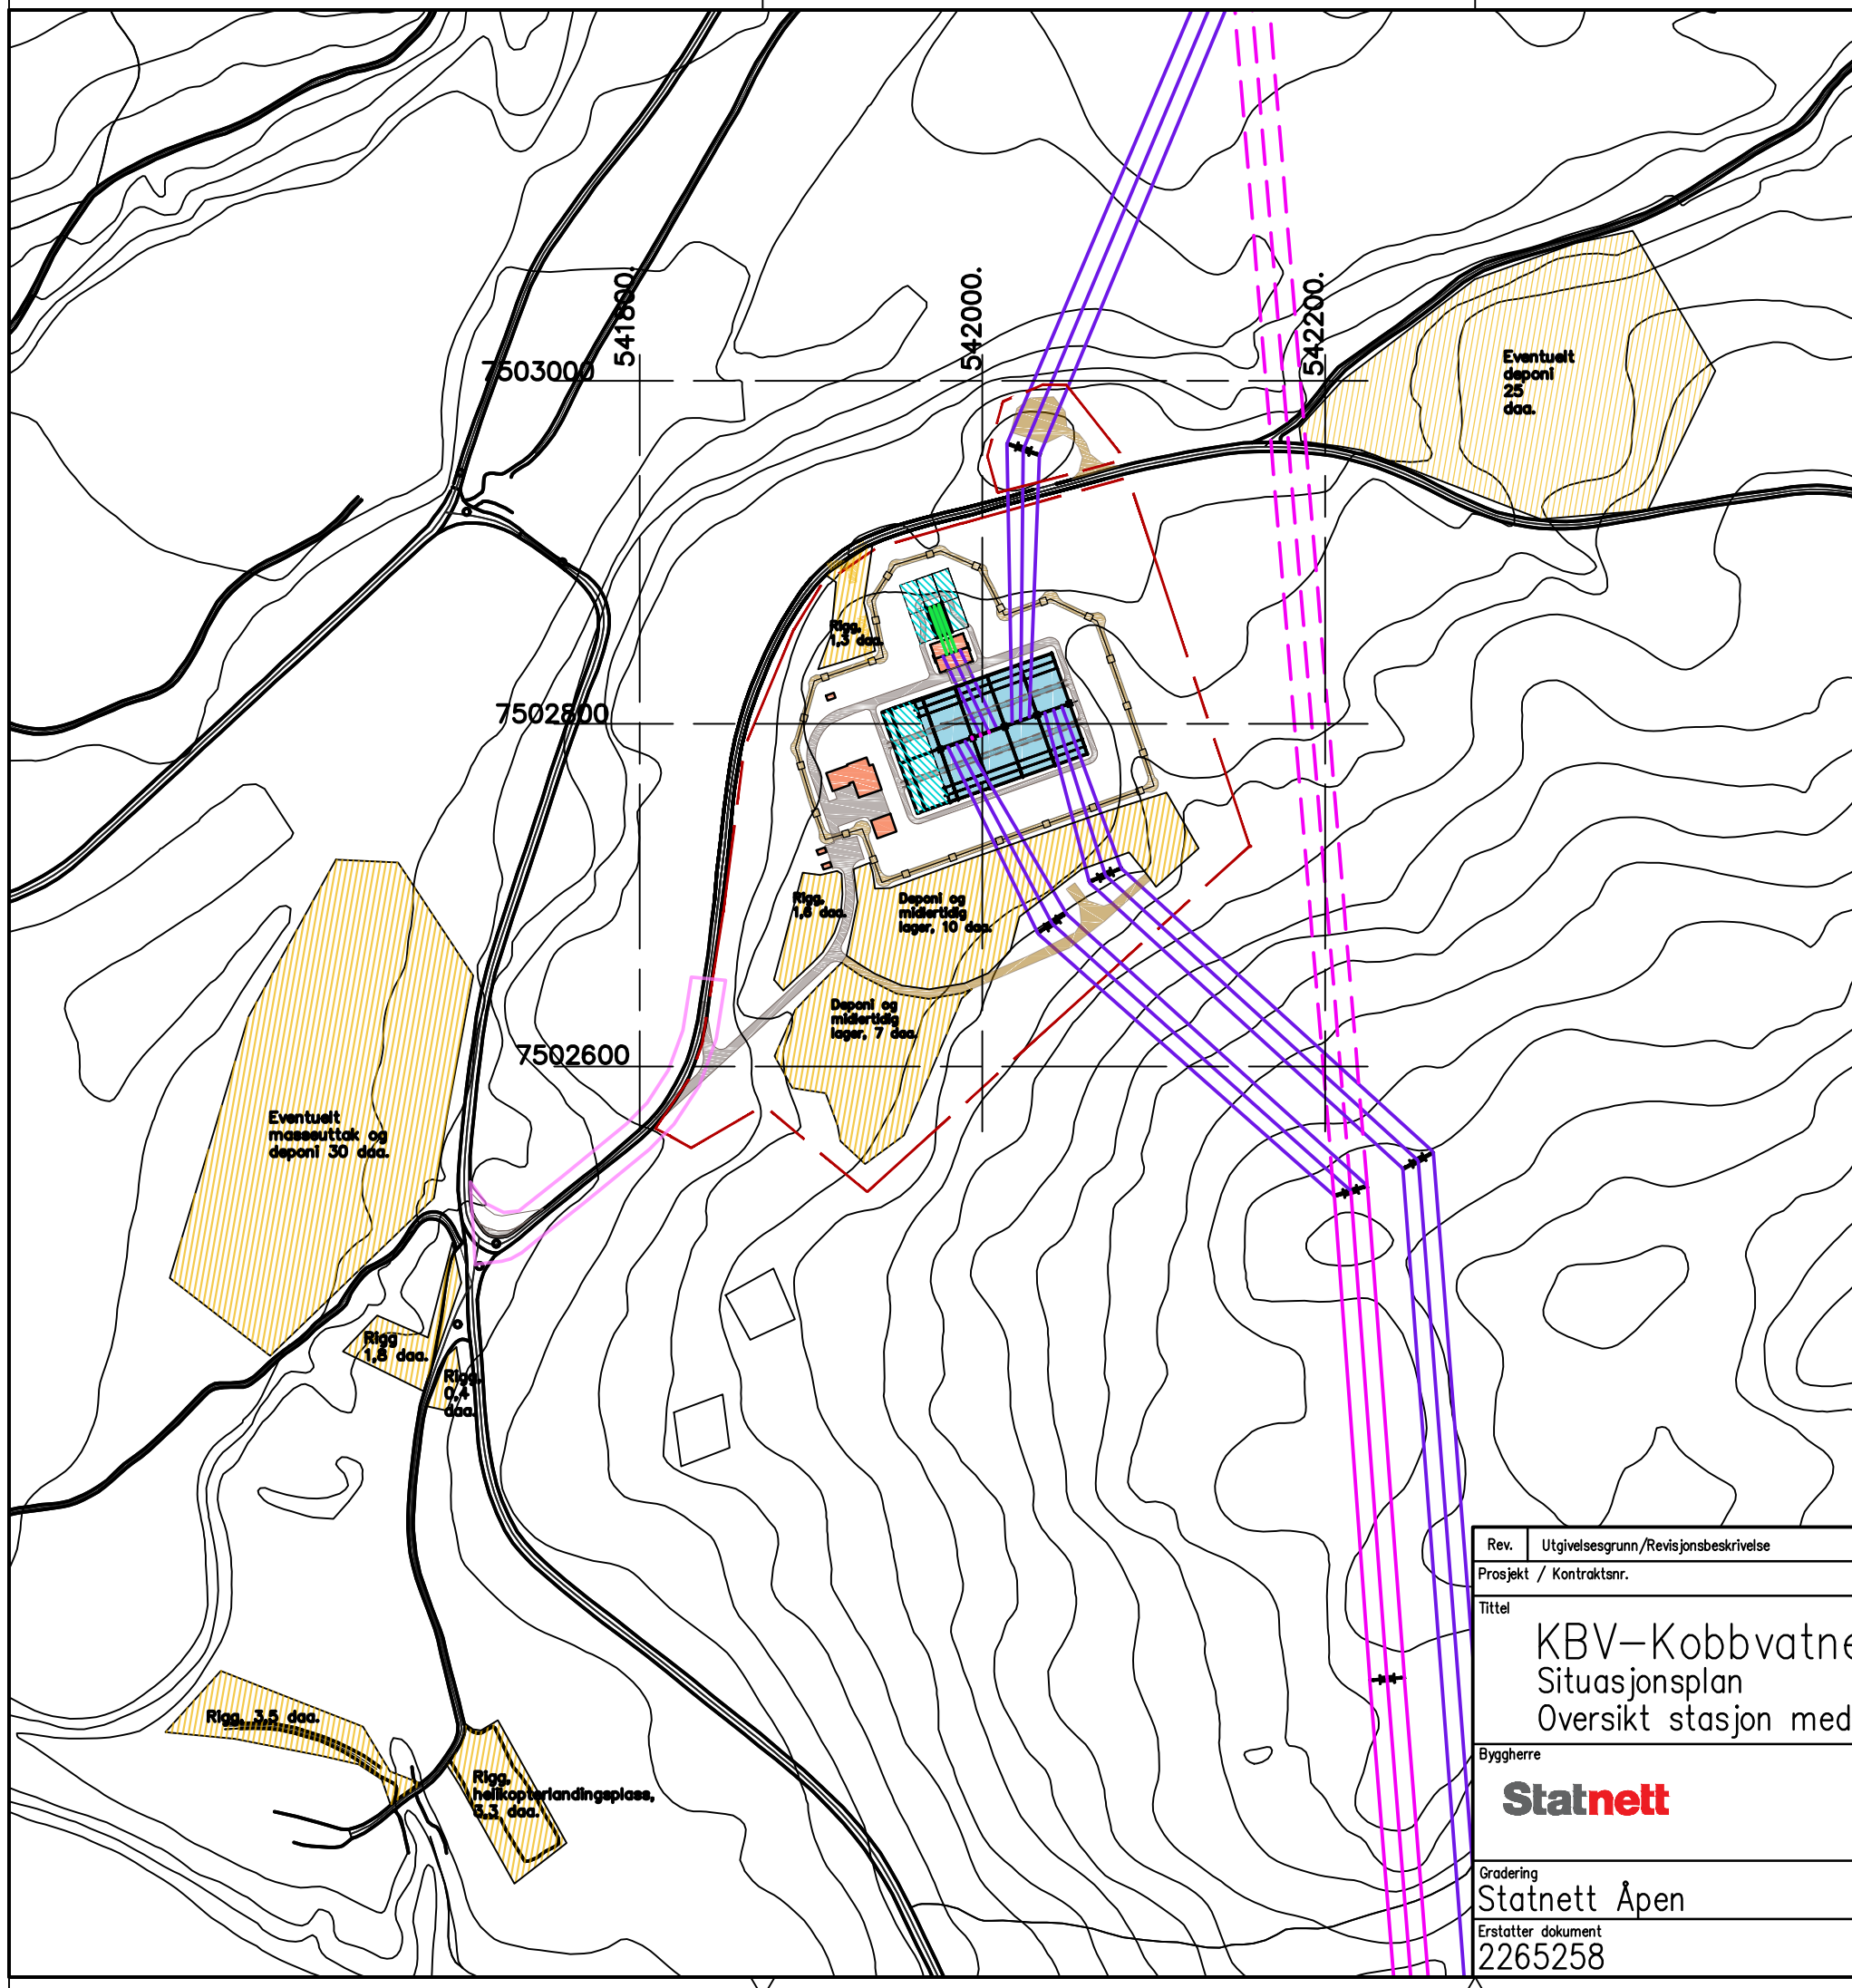 541800.
542000.
542200.
7503000
Eventuelt
deponi
25
daa.
Rigg,
1,3 daa.
7502800
Rigg,
1,6 daa.
Deponi og
midlertidig
lager, 10 daa.
Deponi og
midlertidig
lager, 7 daa.
7502600
Eventuelt
masseuttak og
deponi 30 daa.
Rigg
1,8 daa.
Rigg,
0,4
daa.
Rigg, 3,5 daa.
Rigg,
helikopterlandingsplass,
3,3 daa.
Rev. Utgivelsesgrunn/Revisjonsbeskrivelse
Prosjekt / Kontraktsnr.
Tittel
KBV-Kobbvatne
Situasjonsplan
Oversikt stasjon med
Byggherre
Statnett
Gradering
Statnett Åpen
Erstatter dokument
2265258